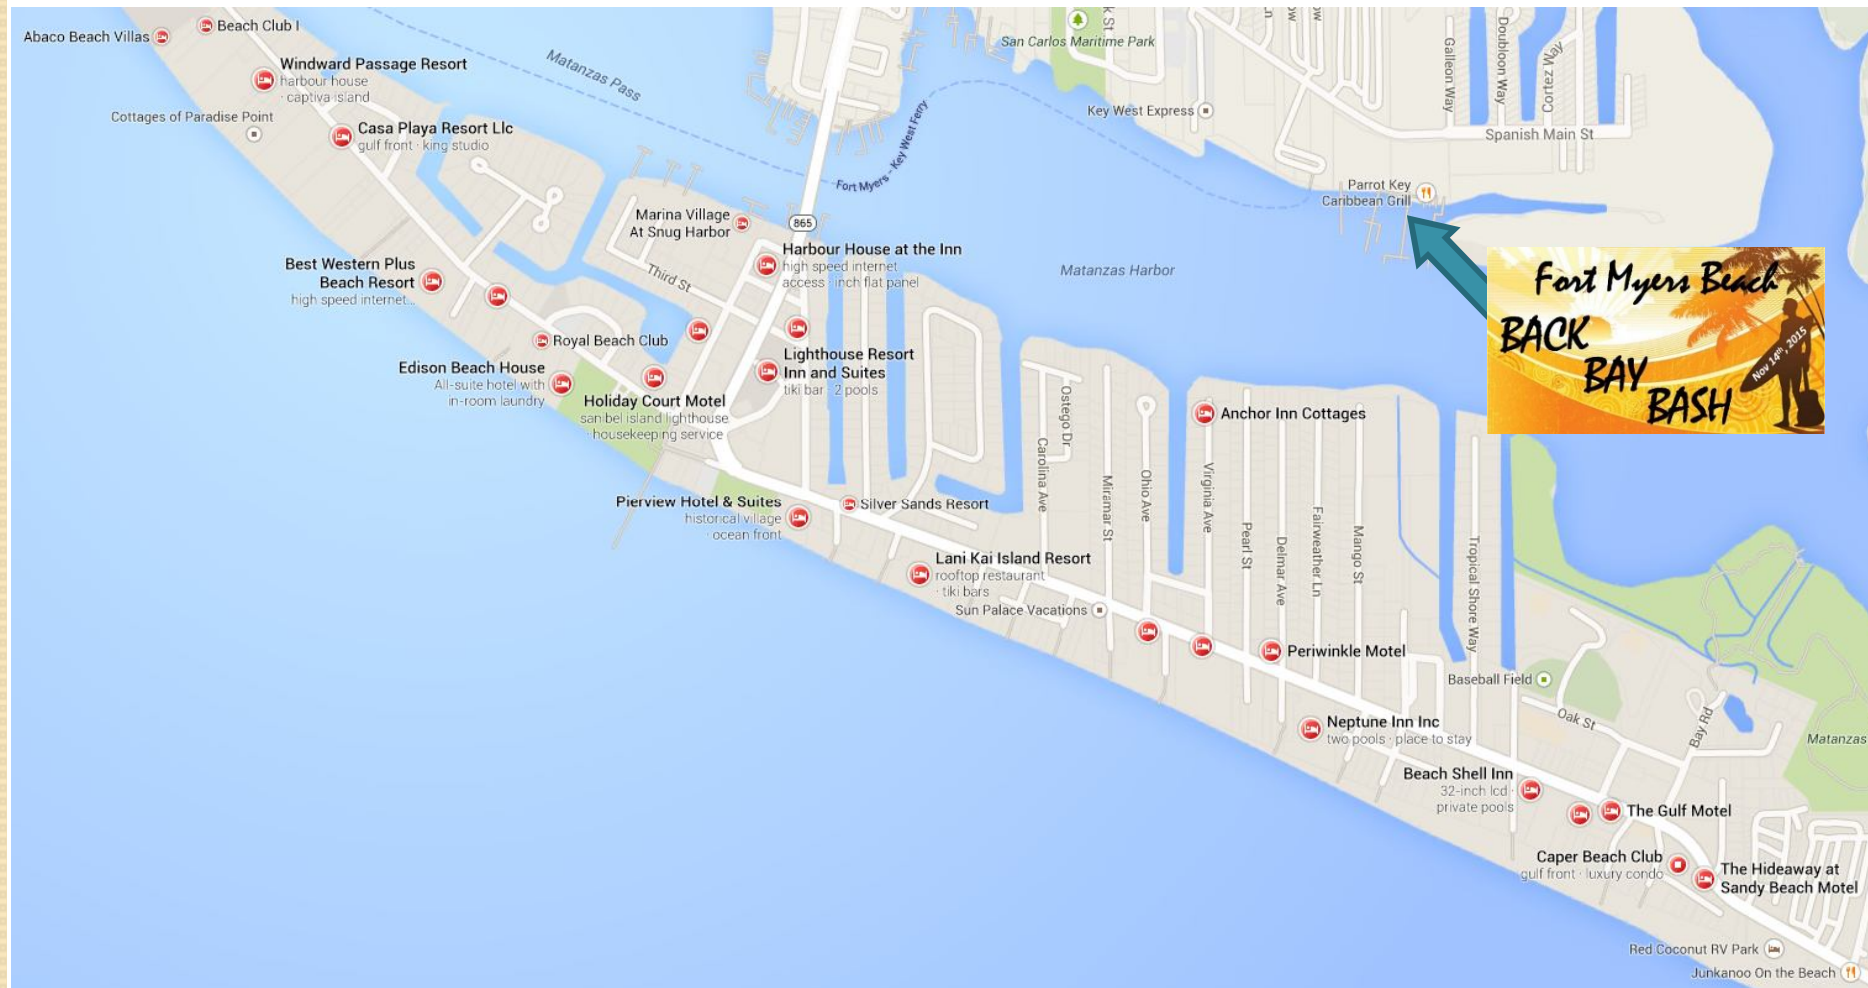 Abaco Beach Villas
Beach Club I
Windward Passage Resort
harbour house
· captiva island
Cottages of Paradise Point
Casa Playa Resort Llc
gulf front · king studio
Matanzas Pass
San Carlos Maritime Park
k St
Ln
ow
ow
Galleon Way
Doubloon Way
Cortez Way
Key West Express
Spanish Main St
Fort Myers - Key West Ferry
Parrot Key
Caribbean Grill
Marina Village
At Snug Harbor
865
Harbour House at the Inn
high speed internet
access · inch flat panel
Matanzas Harbor
Fort Myers Beach
BACK
BAY
BASH
Nov 14th, 2015
Best Western Plus
Beach Resort
high speed internet...
Third St
Royal Beach Club
Edison Beach House
All-suite hotel with
in-room laundry
Lighthouse Resort
Inn and Suites
tiki bar · 2 pools
Holiday Court Motel
sanibel island lighthouse
· housekeeping service
Ostego Dr
Carolina Ave
Miramar St
Ohio Ave
Anchor Inn Cottages
Virginia Ave
Pearl St
Delmar Ave
Fairweather Ln
Mango St
Tropical Shore Way
Pierview Hotel & Suites
historical village
· ocean front
Silver Sands Resort
Lani Kai Island Resort
rooftop restaurant
· tiki bars
Sun Palace Vacations
Periwinkle Motel
Baseball Field
Oak St
Bay Rd
Matanzas
Neptune Inn Inc
two pools · place to stay
Beach Shell Inn
32-inch lcd ·
private pools
The Gulf Motel
Caper Beach Club
gulf front · luxury condo
The Hideaway at
Sandy Beach Motel
Red Coconut RV Park
Junkanoo On the Beach